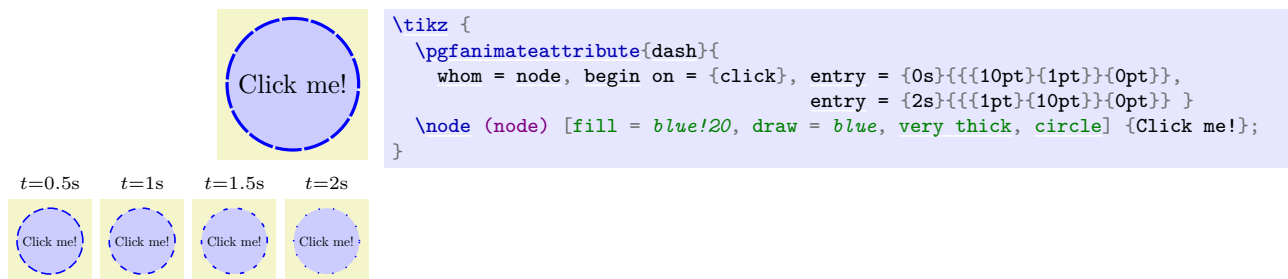 Click me!
\tikz {
\pgfanimateattribute{dash}{
whom = node, begin on = {click}, entry = {0s}{{{10pt}{1pt}}{0pt}},
entry = {2s}{{{1pt}{10pt}}{0pt}} }
\node (node) [fill = blue!20, draw = blue, very thick, circle] {Click me!};
}
t=0.5s t=1s t=1.5s t=2s
Click me! Click me! Click me! Click me!